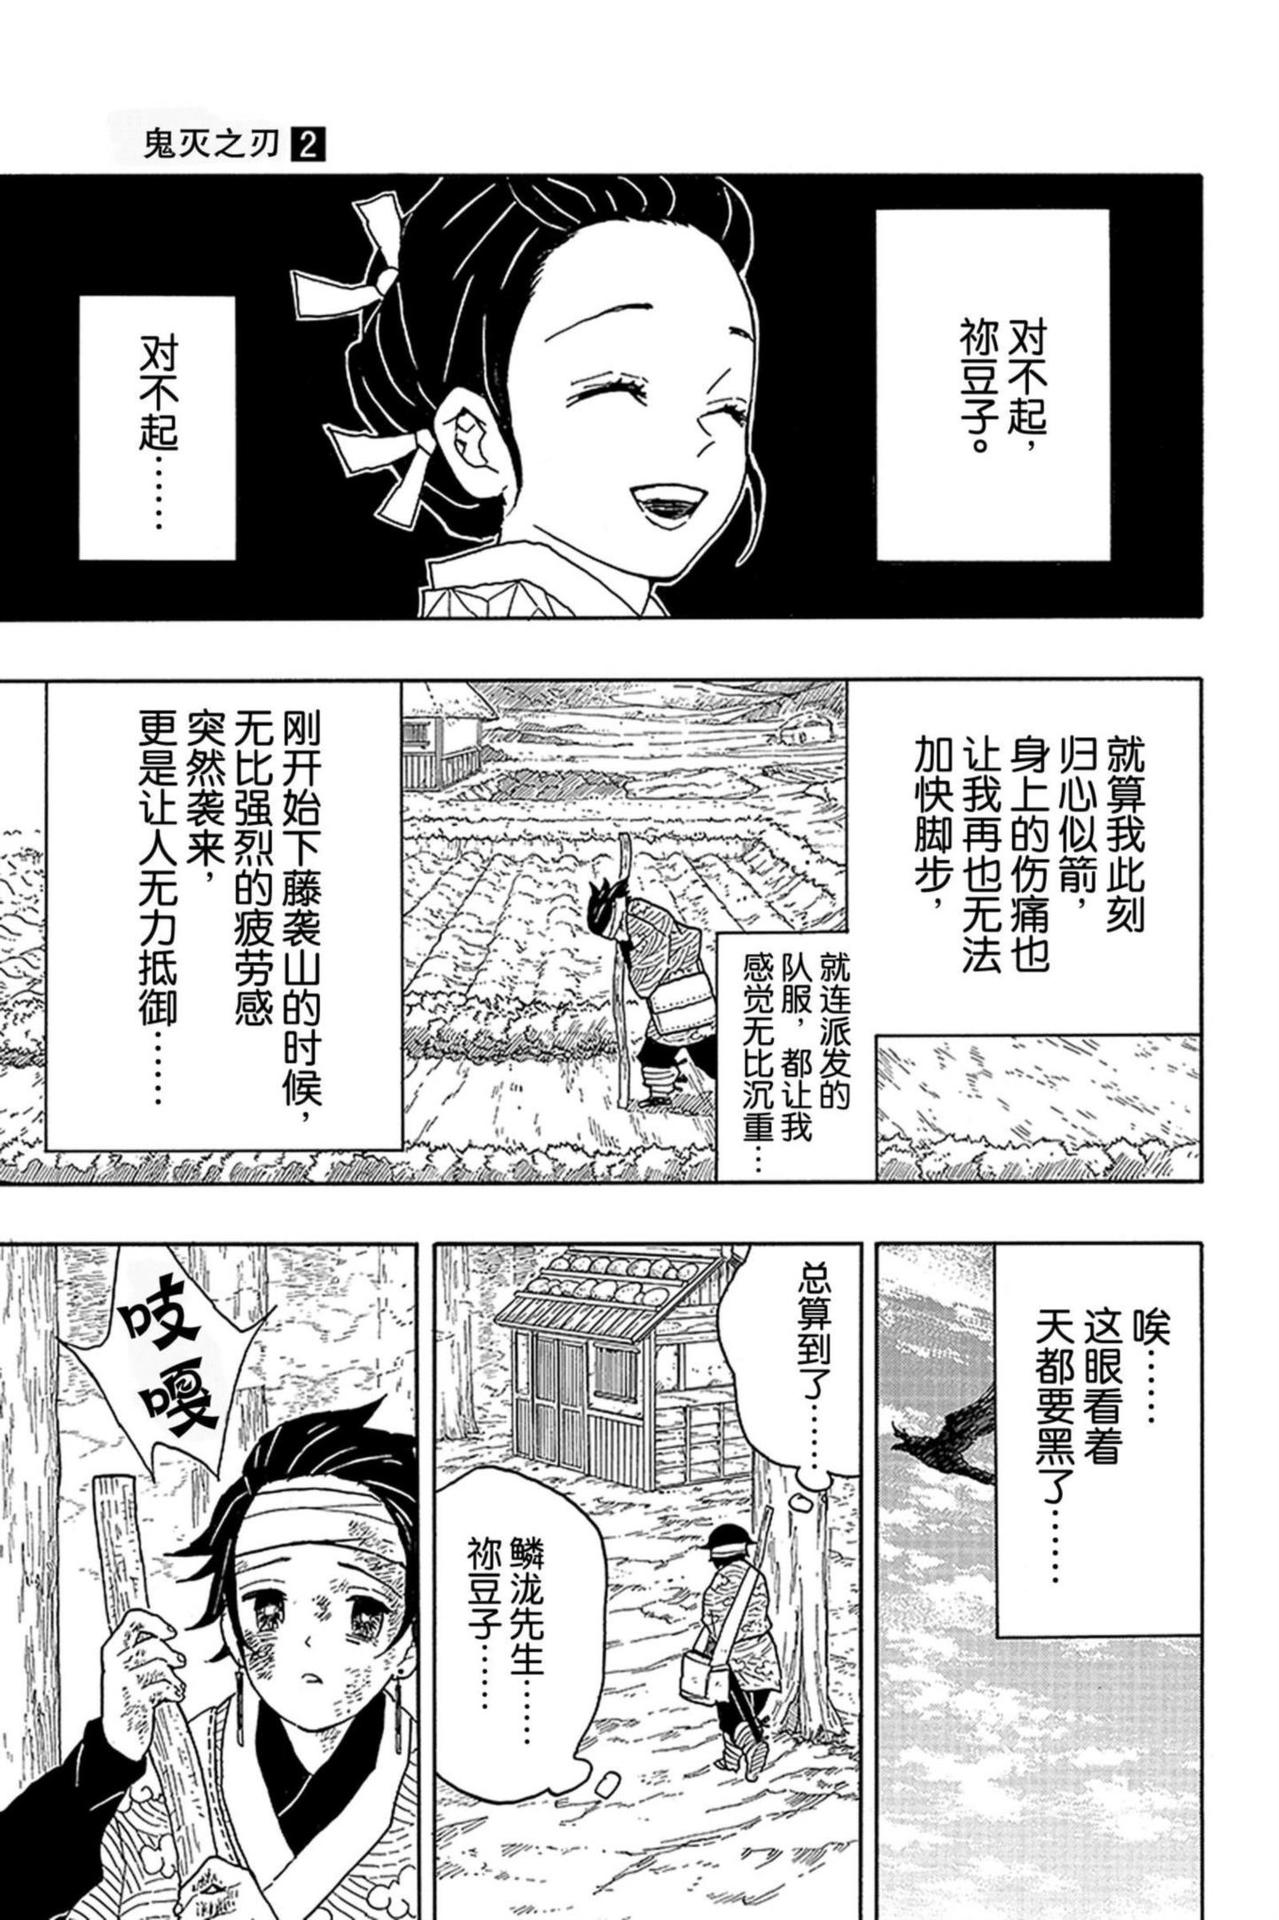 鬼灭之刃2
对不起，
祢豆子。
对不起……
就算我此刻
归心似箭，
身上的伤痛也
让我再也无法
加快脚步，
就连派发的
队服，都让我
感觉无比沉重…
刚开始下藤袭山的时候，
无比强烈的疲劳感
突然袭来，
更是让人无力抵御……
唉……
这眼看着
天都要黑了……
总算到了……
鳞泷先生……
祢豆子……
吱嘎